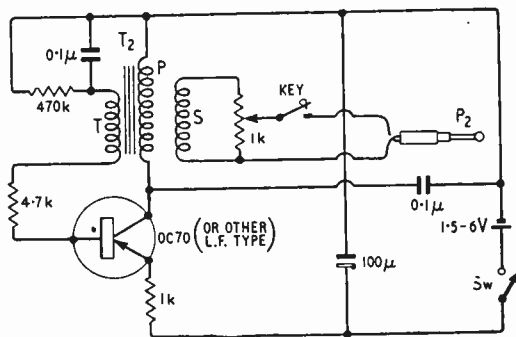 0·1μ
T2
P
470k
T
S
1k
KEY
P2
4.7k
0·1μ
1·5-6V
OC70 (OR OTHER
L.F. TYPE)
100μ
Sw
1k